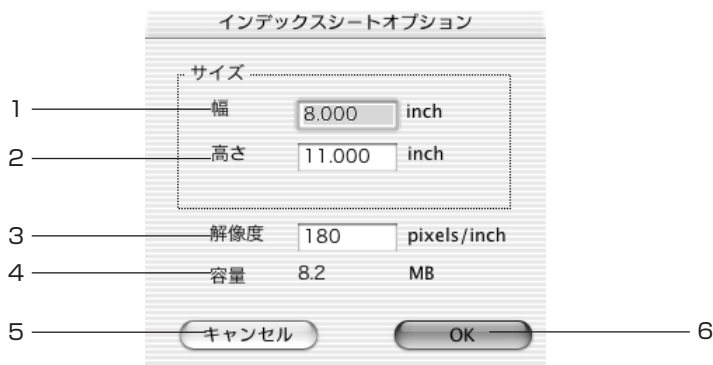 インデックスシートオプション
サイズ
1 幅 8.000 inch
2 高さ 11.000 inch
3 解像度 180 pixels/inch
4 容量 8.2 MB
5 キャンセル OK 6